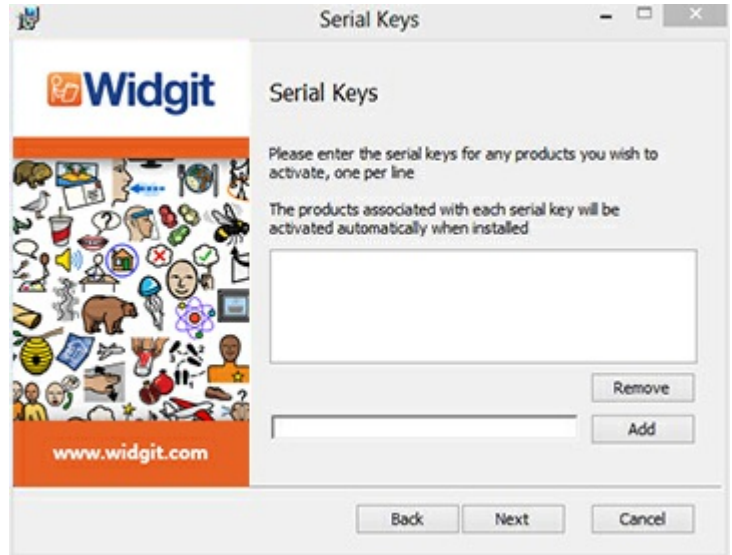 Serial Keys
Widgit
Serial Keys
Please enter the serial keys for any products you wish to
activate, one per line
The products associated with each serial key will be
activated automatically when installed
Remove
Add
www.widgit.com
Back Next Cancel